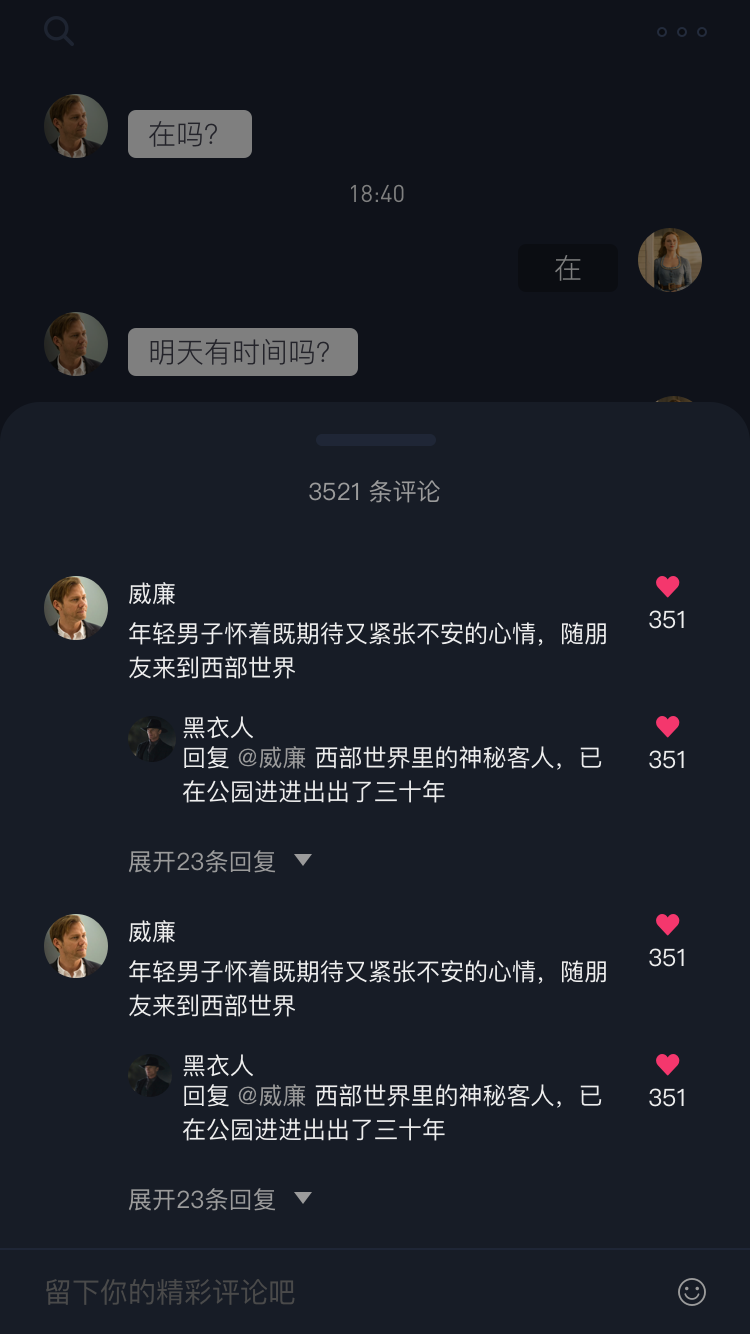 在吗?
18:40
在
明天有时间吗?
3521 条评论
威廉
351
年轻男子怀着既期待又紧张不安的心情，随朋
友来到西部世界
黑衣人
351
回复 @威廉 西部世界里的神秘客人，已
在公园进进出出了三十年
展开23条回复
威廉
351
年轻男子怀着既期待又紧张不安的心情，随朋
友来到西部世界
黑衣人
351
回复 @威廉 西部世界里的神秘客人，已
在公园进进出出了三十年
展开23条回复
留下你的精彩评论吧